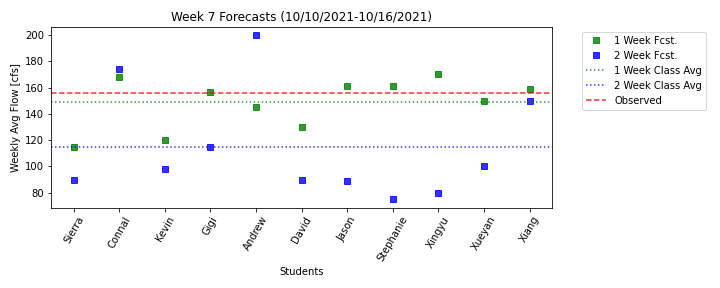 Week 7 Forecasts (10/10/2021-10/16/2021)
Weekly Avg Flow [cfs]
200
180
160
140
120
100
80
Sierra
Connal
Kevin
Gigi
Andrew
David
Jason
Stephanie
Xingyu
Xueyan
Xiang
Students
1 Week Fcst.
2 Week Fcst.
1 Week Class Avg
2 Week Class Avg
Observed